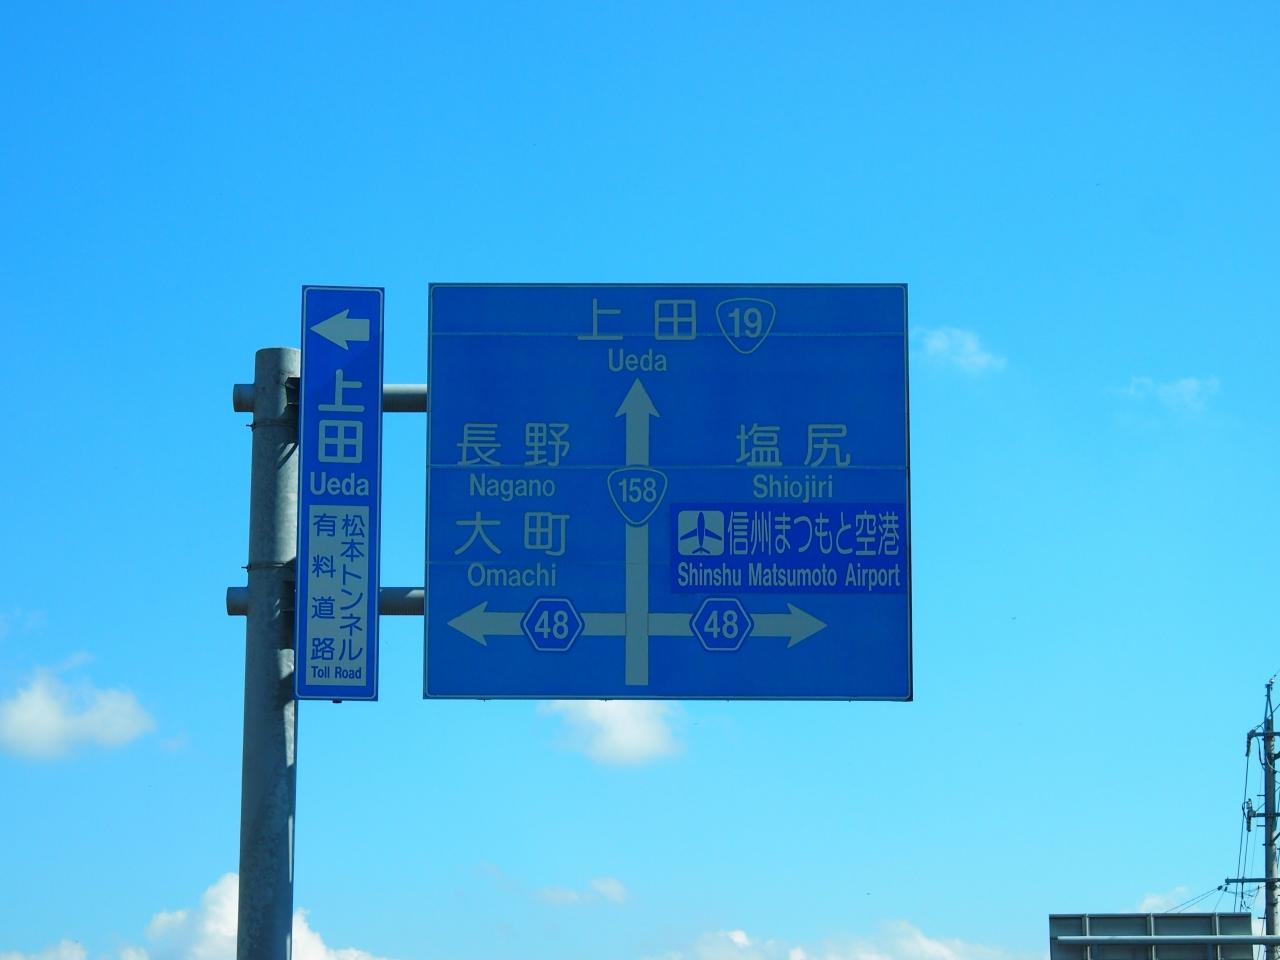 上田
Ueda
松本トンネル
有料道路
Toll Road
上田 19
Ueda
長野
Nagano
大町
Omachi
158
塩尻
Shiojiri
信州まつもと空港
Shinshu Matsumoto Airport
48
48